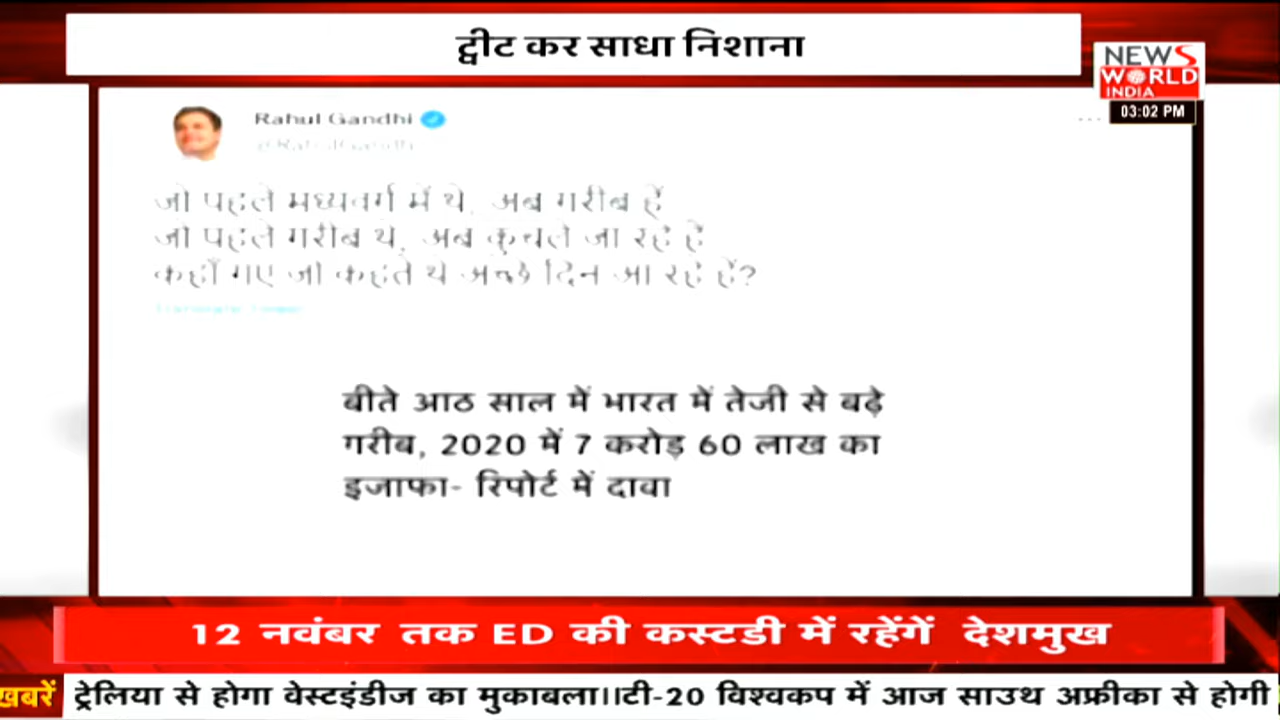 ट्वीट कर साधा निशाना
NEWS
WORLD
INDIA
03:02 PM
Rahul Gandhi
@RahulGandhi
जो पहले मध्यवर्ग में थे, अब गरीब हैं
जो पहले गरीब थे, अब कुचले जा रहे हैं
कहाँ गए जो कहते थे अच्छे दिन आ रहे हैं?
बीते आठ साल में भारत में तेजी से बढ़े
गरीब, 2020 में 7 करोड़ 60 लाख का
इजाफा- रिपोर्ट में दावा
12 नवंबर तक ED की कस्टडी में रहेंगें देशमुख
खबरें ट्रेलिया से होगा वेस्टइंडीज का मुकाबला।।टी-20 विश्वकप में आज साउथ अफ्रीका से होगी